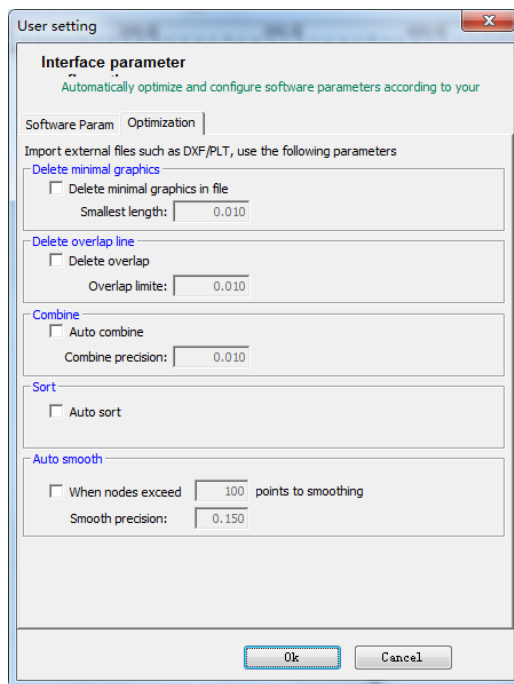 User setting
Interface parameter
Automatically optimize and configure software parameters according to your
Software Param
Optimization
Import external files such as DXF/PLT, use the following parameters
Delete minimal graphics
Delete minimal graphics in file
Smallest length: 0.010
Delete overlap line
Delete overlap
Overlap limite: 0.010
Combine
Auto combine
Combine precision: 0.010
Sort
Auto sort
Auto smooth
When nodes exceed 100 points to smoothing
Smooth precision: 0.150
Ok
Cancel